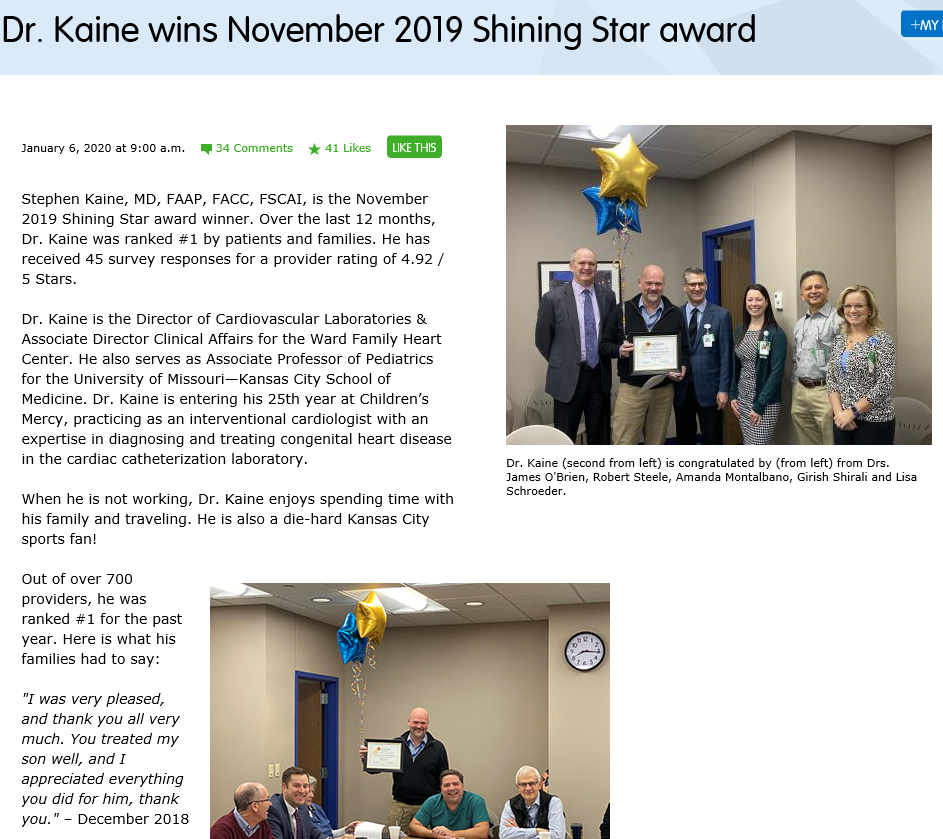 Dr. Kaine wins November 2019 Shining Star award
+MY
January 6, 2020 at 9:00 a.m.
34 Comments
41 Likes
LIKE THIS
Stephen Kaine, MD, FAAP, FACC, FSCAI, is the November
2019 Shining Star award winner. Over the last 12 months,
Dr. Kaine was ranked #1 by patients and families. He has
received 45 survey responses for a provider rating of 4.92 /
5 Stars.
Dr. Kaine is the Director of Cardiovascular Laboratories &
Associate Director Clinical Affairs for the Ward Family Heart
Center. He also serves as Associate Professor of Pediatrics
for the University of Missouri—Kansas City School of
Medicine. Dr. Kaine is entering his 25th year at Children’s
Mercy, practicing as an interventional cardiologist with an
expertise in diagnosing and treating congenital heart disease
in the cardiac catheterization laboratory.
When he is not working, Dr. Kaine enjoys spending time with
his family and traveling. He is also a die-hard Kansas City
sports fan!
Dr. Kaine (second from left) is congratulated by (from left) from Drs.
James O'Brien, Robert Steele, Amanda Montalbano, Girish Shirali and Lisa
Schroeder.
Out of over 700
providers, he was
ranked #1 for the past
year. Here is what his
families had to say:
"I was very pleased,
and thank you all very
much. You treated my
son well, and I
appreciated everything
you did for him, thank
you." – December 2018